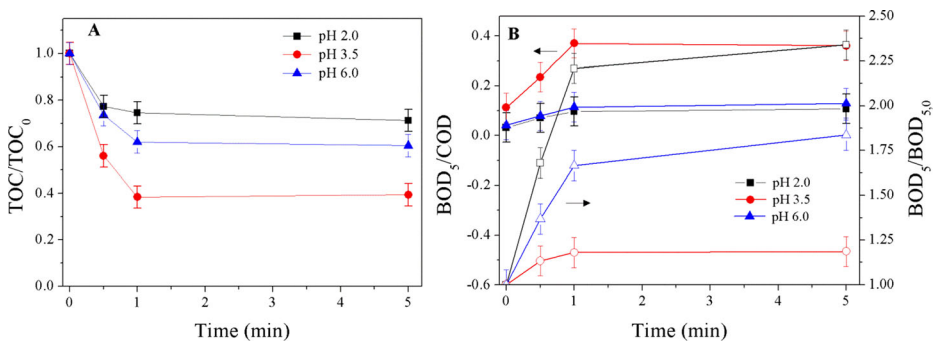 A
pH 2.0
pH 3.5
pH 6.0
TOC/TOC0
1.0
0.8
0.6
0.4
0.2
0.0
0 1 2 3 4 5
Time (min)
B
BOD5/COD
0.4
0.2
0.0
-0.2
-0.4
-0.6
2.50
2.25
2.00
1.75
1.50
1.25
1.00
BOD5/BOD5,0
pH 2.0
pH 3.5
pH 6.0
0 1 2 3 4 5
Time (min)